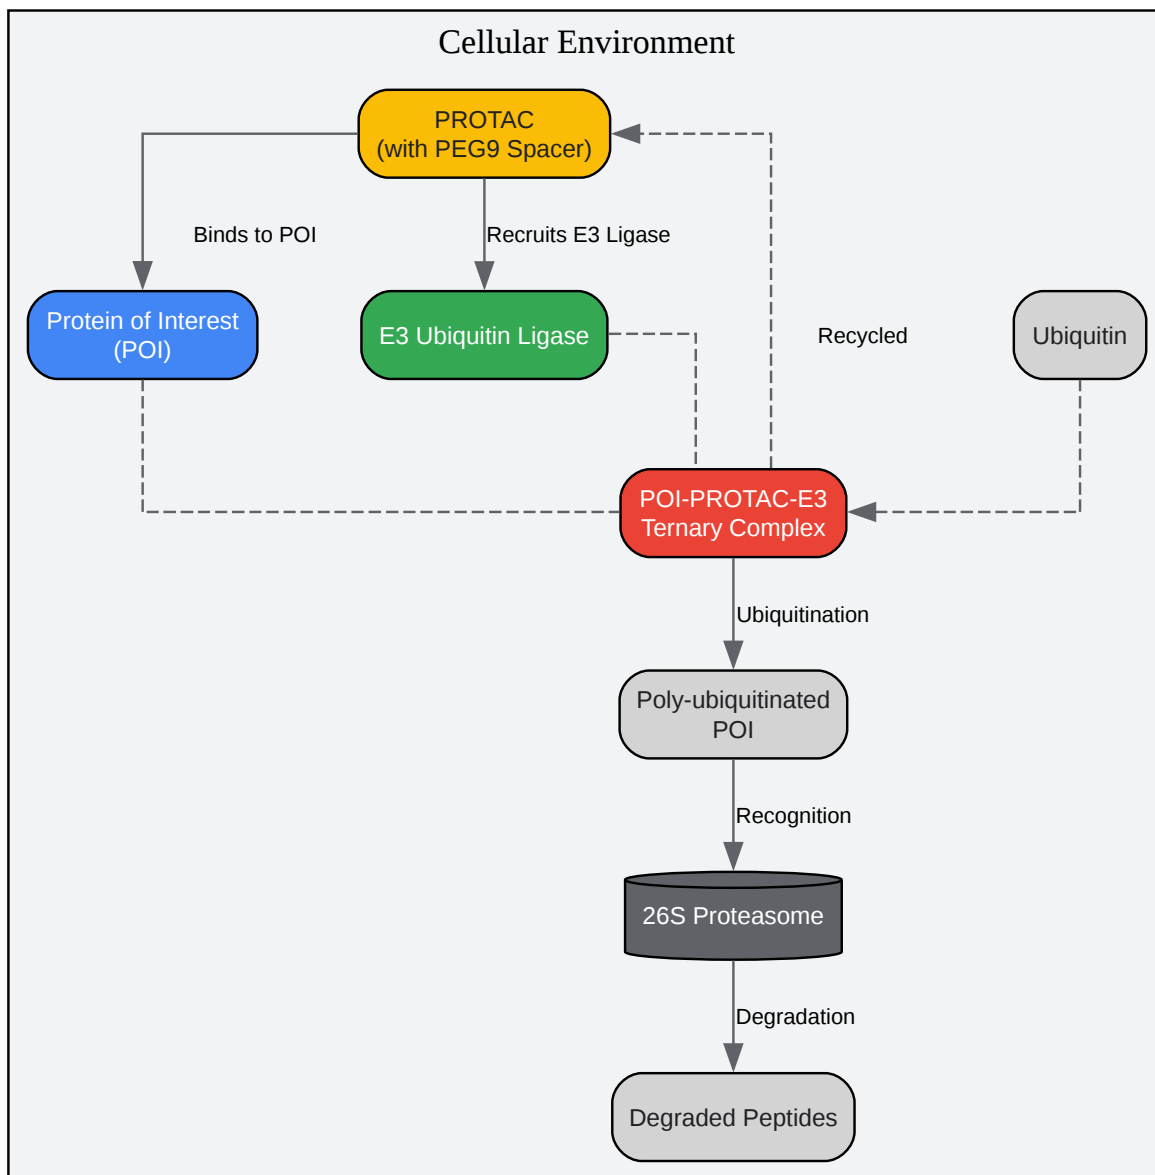 Cellular Environment
PROTAC
(with PEG9 Spacer)
Binds to POI
Recruits E3 Ligase
Protein of Interest
(POI)
E3 Ubiquitin Ligase
Recycled
Ubiquitin
POI-PROTAC-E3
Ternary Complex
Ubiquitination
Poly-ubiquitinated
POI
Recognition
26S Proteasome
Degradation
Degraded Peptides